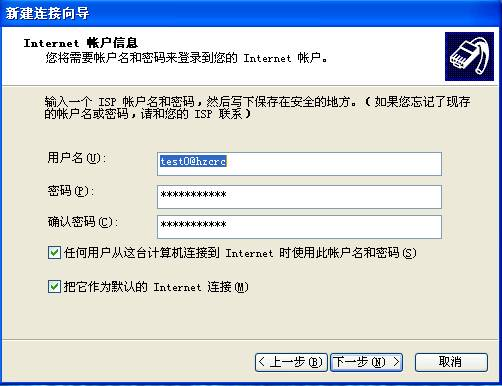 新建连接向导
Internet 帐户信息
您将需要帐户名和密码来登录到您的 Internet 帐户。
输入一个 ISP 帐户名和密码，然后写下保存在安全的地方。（如果您忘记了现存
的帐户名或密码，请和您的 ISP 联系）
用户名(U):
test0@hzcrc
密码(P):
***********
确认密码(C):
***********
任何用户从这台计算机连接到 Internet 时使用此帐户名和密码(S)
把它作为默认的 Internet 连接(M)
< 上一步(B) 下一步(N) > 取消